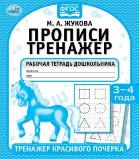 ФГОС
М. А. ЖУКОВА
ПРОПИСИ
ТРЕНАЖЕР
РАБОЧАЯ ТЕТРАДЬ ДОШКОЛЬНИКА
3–4
года
ТРЕНАЖЕР КРАСИВОГО ПОЧЕРКА